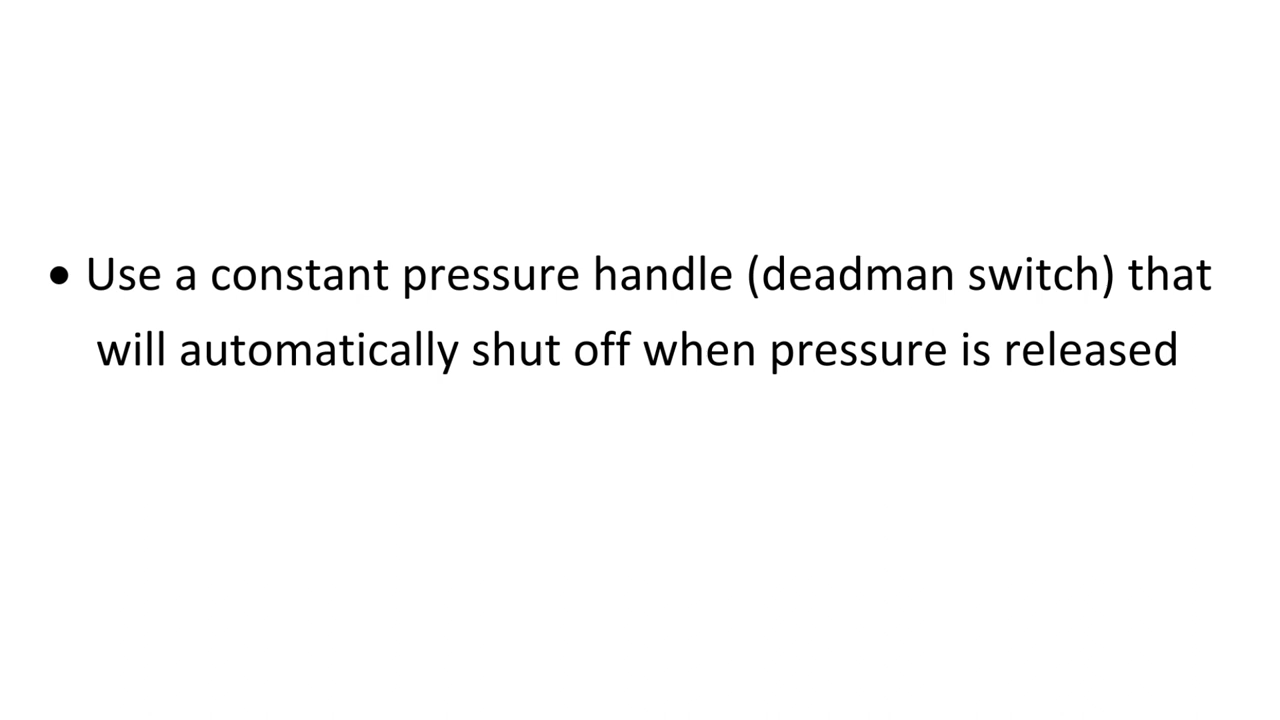 • Use a constant pressure handle (deadman switch) that
will automatically shut off when pressure is released